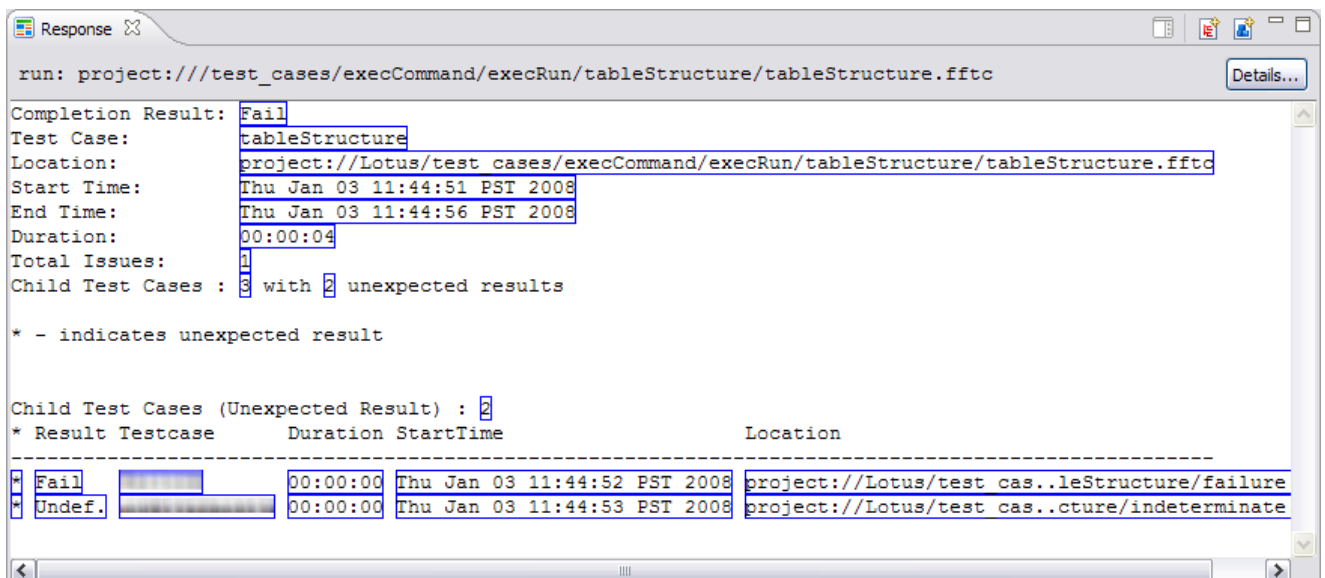 Response
run: project:///test_cases/execCommand/execRun/tableStructure/tableStructure.fftc
Details...
Completion Result: Fail
Test Case: tableStructure
Location: project://Lotus/test_cases/execCommand/execRun/tableStructure/tableStructure.fftc
Start Time: Thu Jan 03 11:44:51 PST 2008
End Time: Thu Jan 03 11:44:56 PST 2008
Duration: 00:00:04
Total Issues: 1
Child Test Cases : 3 with 2 unexpected results
* - indicates unexpected result
Child Test Cases (Unexpected Result) : 2
* Result Testcase Duration StartTime Location
------------------------------------------------------------------------------------------------------
* Fail 00:00:00 Thu Jan 03 11:44:52 PST 2008 project://Lotus/test_cas..leStructure/failure
* Undef. 00:00:00 Thu Jan 03 11:44:53 PST 2008 project://Lotus/test_cas..cture/indeterminate